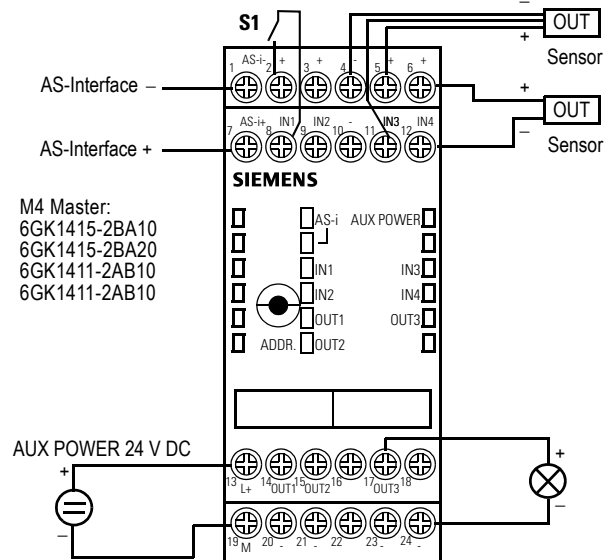 S1
−
OUT
+
Sensor
AS-i- + + - + +
1 2 3 4 5 6
AS-Interface −
+
OUT
−
Sensor
AS-i+ IN1 IN2 - IN3 IN4
7 8 9 10 11 12
AS-Interface +
SIEMENS
M4 Master:
6GK1415-2BA10
6GK1415-2BA20
6GK1411-2AB10
6GK1411-2AB10
AS-i AUX POWER
IN1 IN3
IN2 IN4
OUT1 OUT3
ADDR. OUT2
AUX POWER 24 V DC
+
+
13 14 15 16 17 18
L+ OUT1 OUT2 OUT3
−
−
19 20 21 22 23 24
M - - - - -